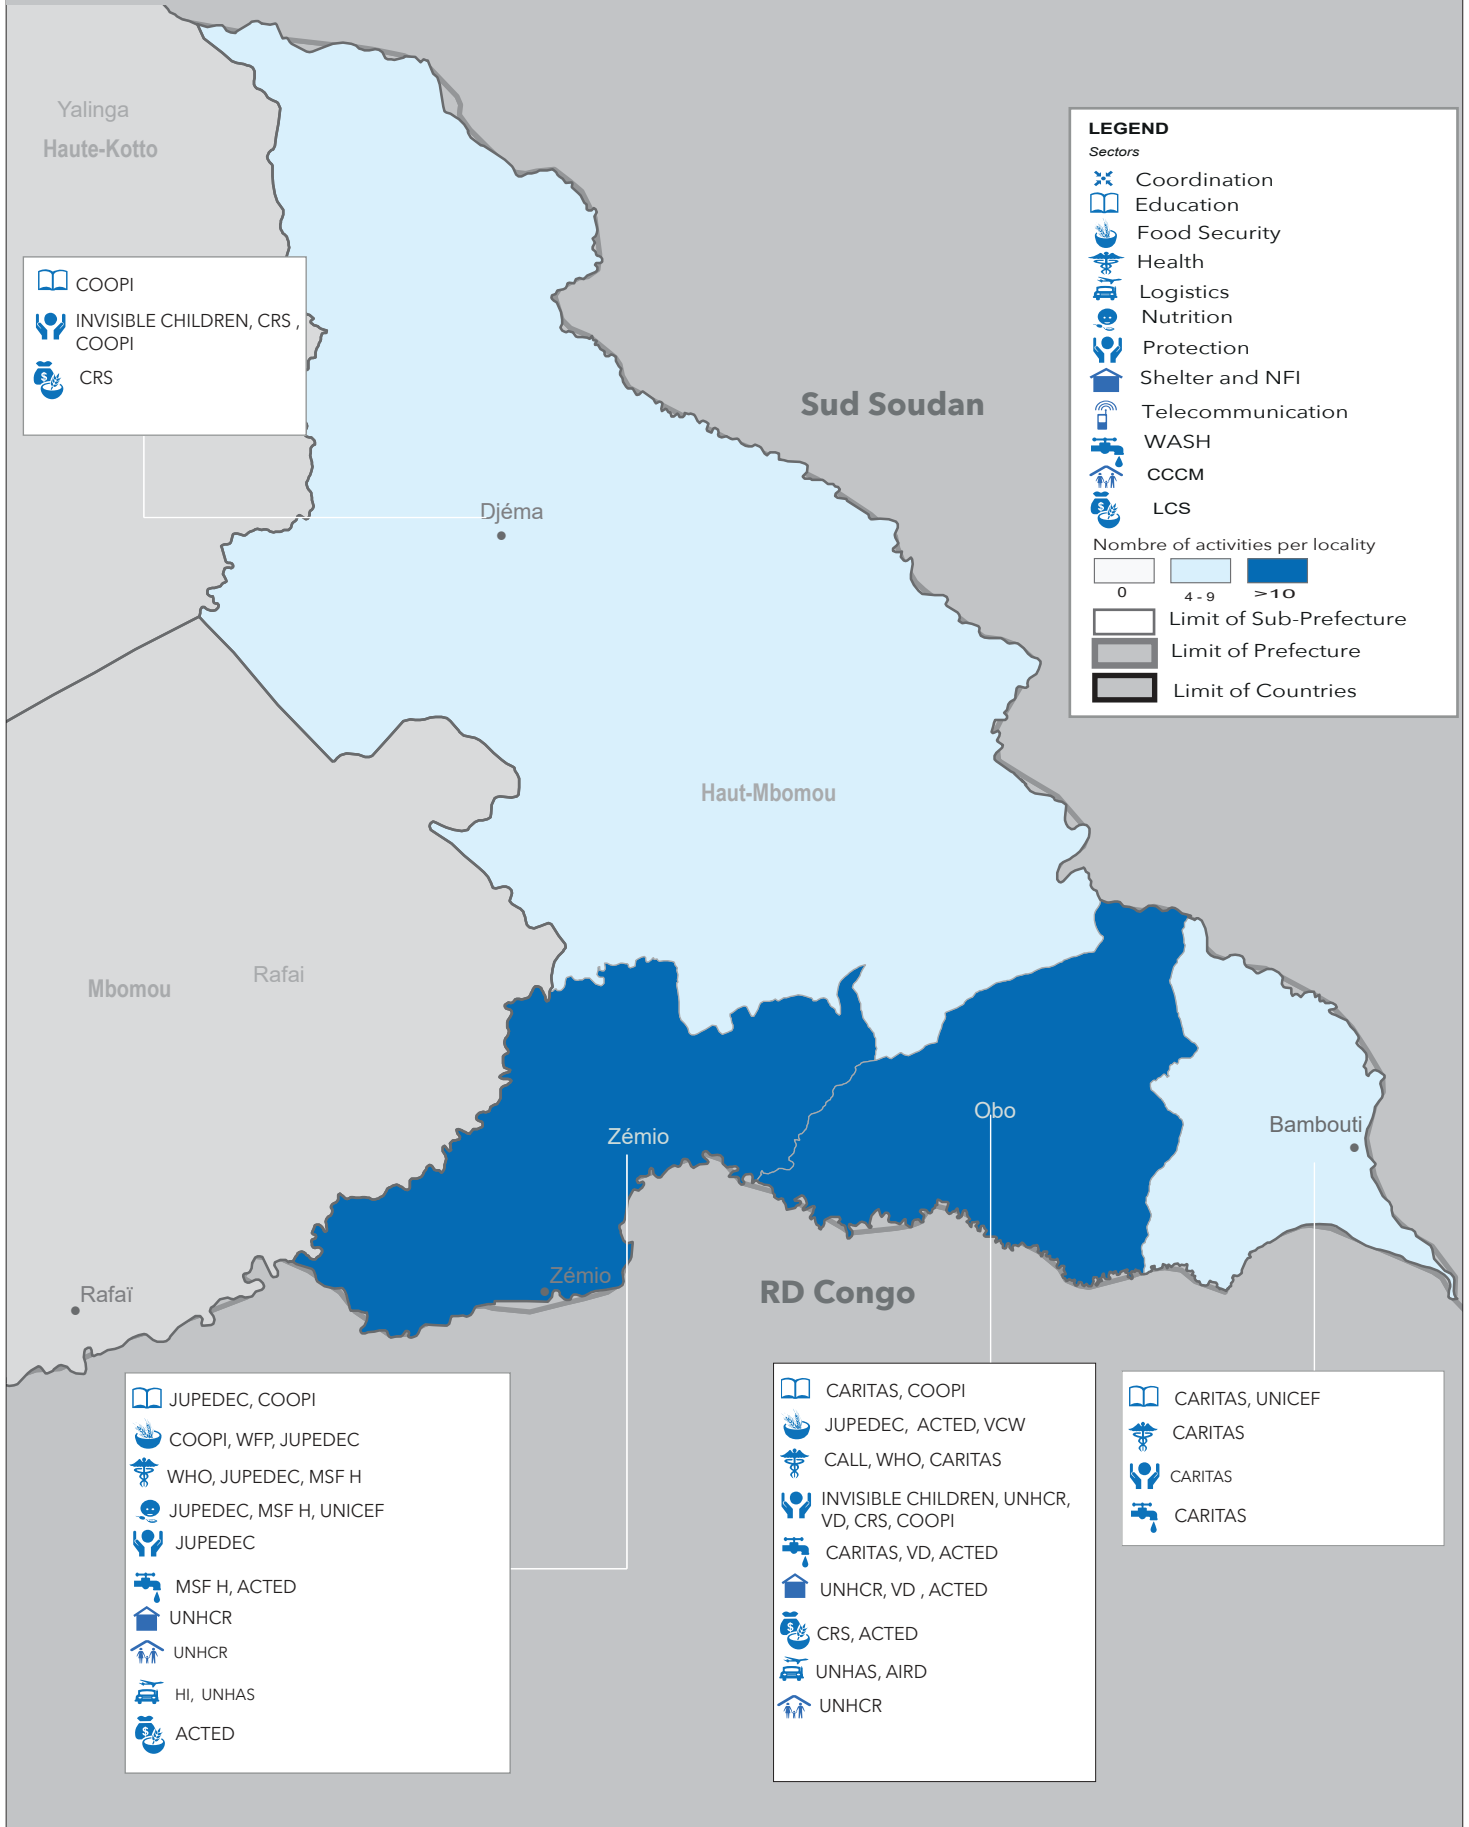 Yalinga
Haute-Kotto
LEGEND
Sectors
Coordination
Education
Food Security
Health
Logistics
Nutrition
Protection
Shelter and NFI
Telecommunication
WASH
CCCM
LCS
Nombre of activities per locality
0
4 - 9
>10
Limit of Sub-Prefecture
Limit of Prefecture
Limit of Countries
COOPI
INVISIBLE CHILDREN, CRS ,
COOPI
CRS
Sud Soudan
Djéma
Haut-Mbomou
Mbomou
Rafai
Obo
Zémio
Bambouti
Zémio
Rafaï
RD Congo
JUPEDEC, COOPI
COOPI, WFP, JUPEDEC
WHO, JUPEDEC, MSF H
JUPEDEC, MSF H, UNICEF
JUPEDEC
MSF H, ACTED
UNHCR
UNHCR
HI, UNHAS
ACTED
CARITAS, COOPI
JUPEDEC, ACTED, VCW
CALL, WHO, CARITAS
INVISIBLE CHILDREN, UNHCR,
VD, CRS, COOPI
CARITAS, VD, ACTED
UNHCR, VD , ACTED
CRS, ACTED
UNHAS, AIRD
UNHCR
CARITAS, UNICEF
CARITAS
CARITAS
CARITAS